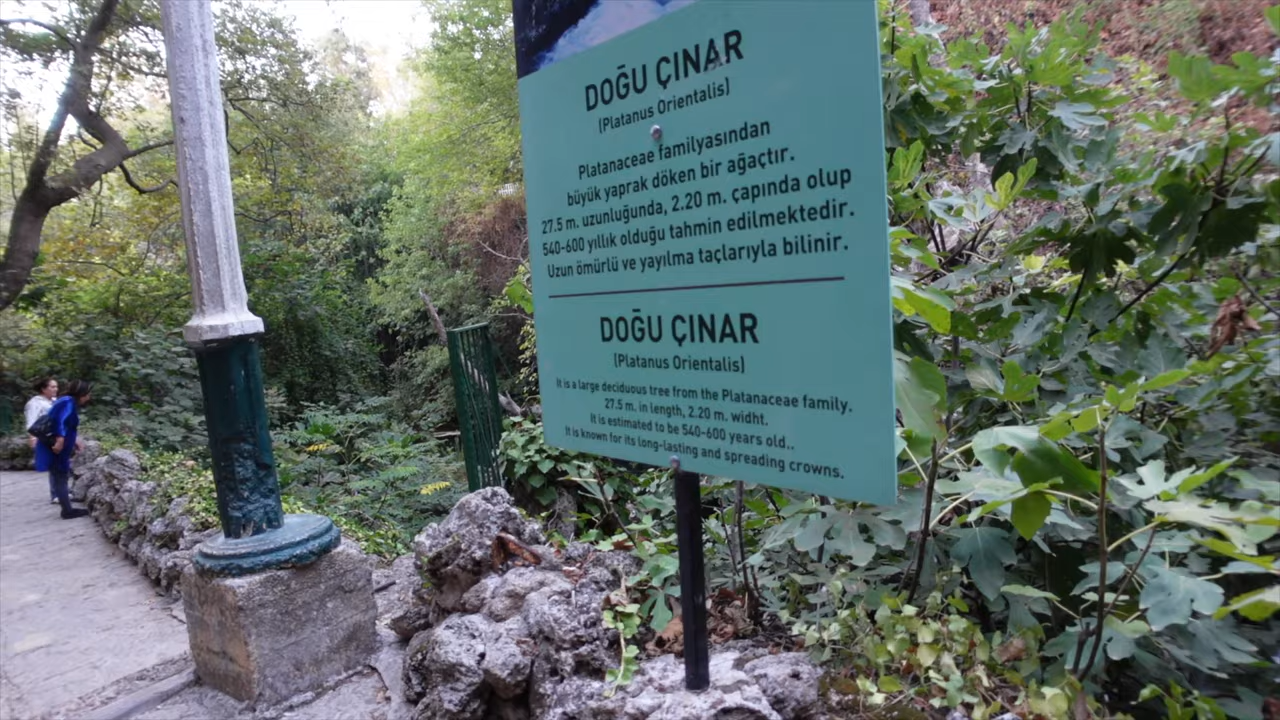 DOĞU ÇINAR
(Platanus Orientalis)
Platanaceae familyasından
büyük yaprak döken bir ağaçtır.
27.5 m. uzunluğunda, 2.20 m. çapında olup
540-600 yıllık olduğu tahmin edilmektedir.
Uzun ömürlü ve yayılma taçlarıyla bilinir.
DOĞU ÇINAR
(Platanus Orientalis)
It is a large deciduous tree from the Platanaceae family.
27.5 m. in length, 2.20 m. widht.
It is estimated to be 540-600 years old..
It is known for its long-lasting and spreading crowns.